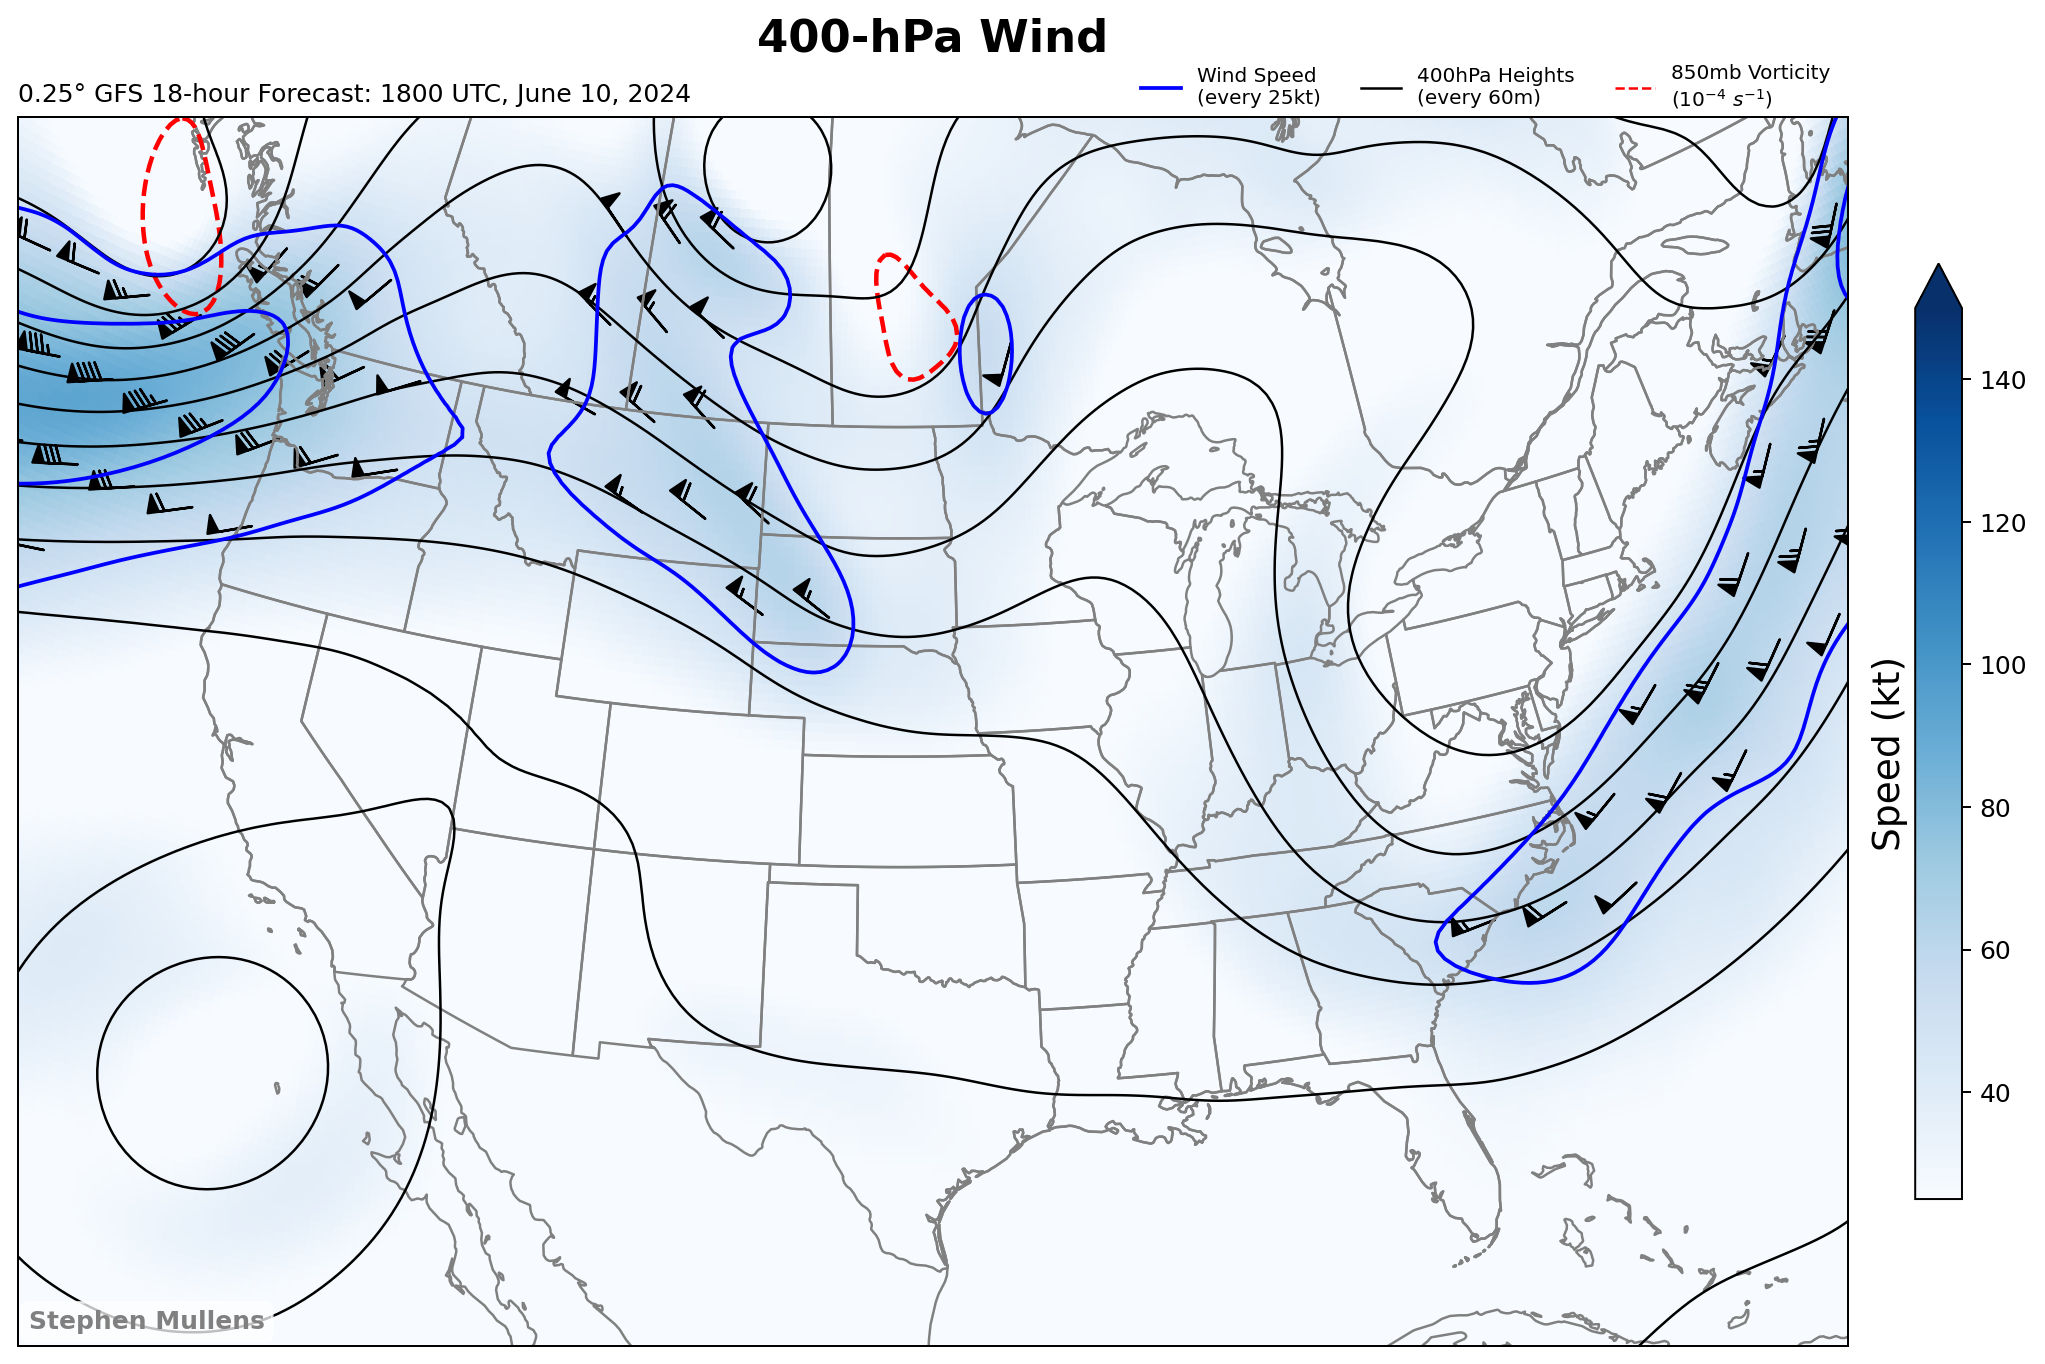 400-hPa Wind
0.25° GFS 18-hour Forecast: 1800 UTC, June 10, 2024
Wind Speed
(every 25kt)
400hPa Heights
(every 60m)
850mb Vorticity
(10⁻⁴ s⁻¹)
140
120
100
80
60
40
Speed (kt)
Stephen Mullens